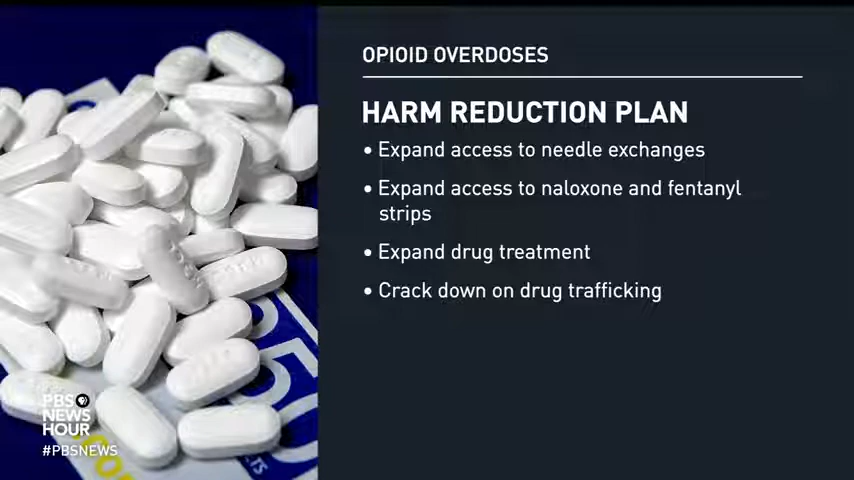 OPIOID OVERDOSES
HARM REDUCTION PLAN
• Expand access to needle exchanges
• Expand access to naloxone and fentanyl
strips
• Expand drug treatment
• Crack down on drug trafficking
PBS
NEWS
HOUR
#PBSNEWS